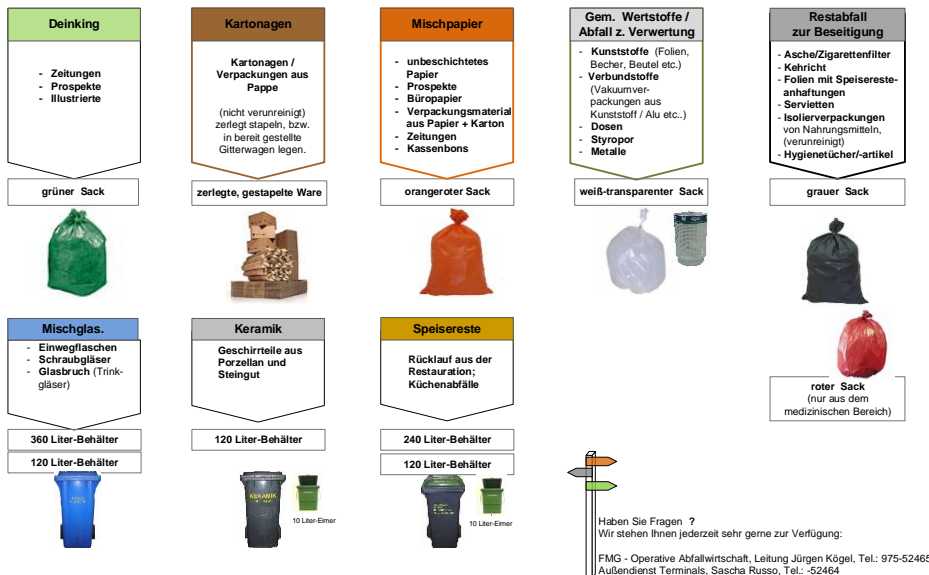 Deinking
- Zeitungen
- Prospekte
- Illustrierte
grüner Sack
Kartonagen
Kartonagen /
Verpackungen aus
Pappe
(nicht verunreinigt)
zerlegt stapeln, bzw.
in bereit gestellte
Gitterwagen legen.
zerlegte, gestapelte Ware
Mischpapier
- unbeschichtetes
Papier
- Prospekte
- Büropapier
- Verpackungsmaterial
aus Papier + Karton
- Zeitungen
- Kassenbons
orangeroter Sack
Gem. Wertstoffe /
Abfall z. Verwertung
- Kunststoffe (Folien,
Becher, Beutel etc.)
- Verbundstoffe
(Vakuumver-
packungen aus
Kunststoff / Alu etc..)
- Dosen
- Styropor
- Metalle
weiß-transparenter Sack
Restabfall
zur Beseitigung
- Asche/Zigarettenfilter
- Kehricht
- Folien mit Speisereste-
anhaftungen
- Servietten
- Isolierverpackungen
von Nahrungsmitteln,
(verunreinigt)
- Hygienetücher/-artikel
grauer Sack
roter Sack
(nur aus dem
medizinischen Bereich)
Mischglas.
- Einwegflaschen
- Schraubgläser
- Glasbruch (Trink-
gläser)
360 Liter-Behälter
120 Liter-Behälter
Keramik
Geschirrteile aus
Porzellan und
Steingut
120 Liter-Behälter
KERAMIK
10 Liter-Eimer
Speisereste
Rücklauf aus der
Restauration;
Küchenabfälle
240 Liter-Behälter
120 Liter-Behälter
10 Liter-Eimer
Haben Sie Fragen ?
Wir stehen Ihnen jederzeit sehr gerne zur Verfügung:
FMG - Operative Abfallwirtschaft, Leitung Jürgen Kögel, Tel.: 975-52465
Außendienst Terminals, Sascha Russo, Tel.: -52464